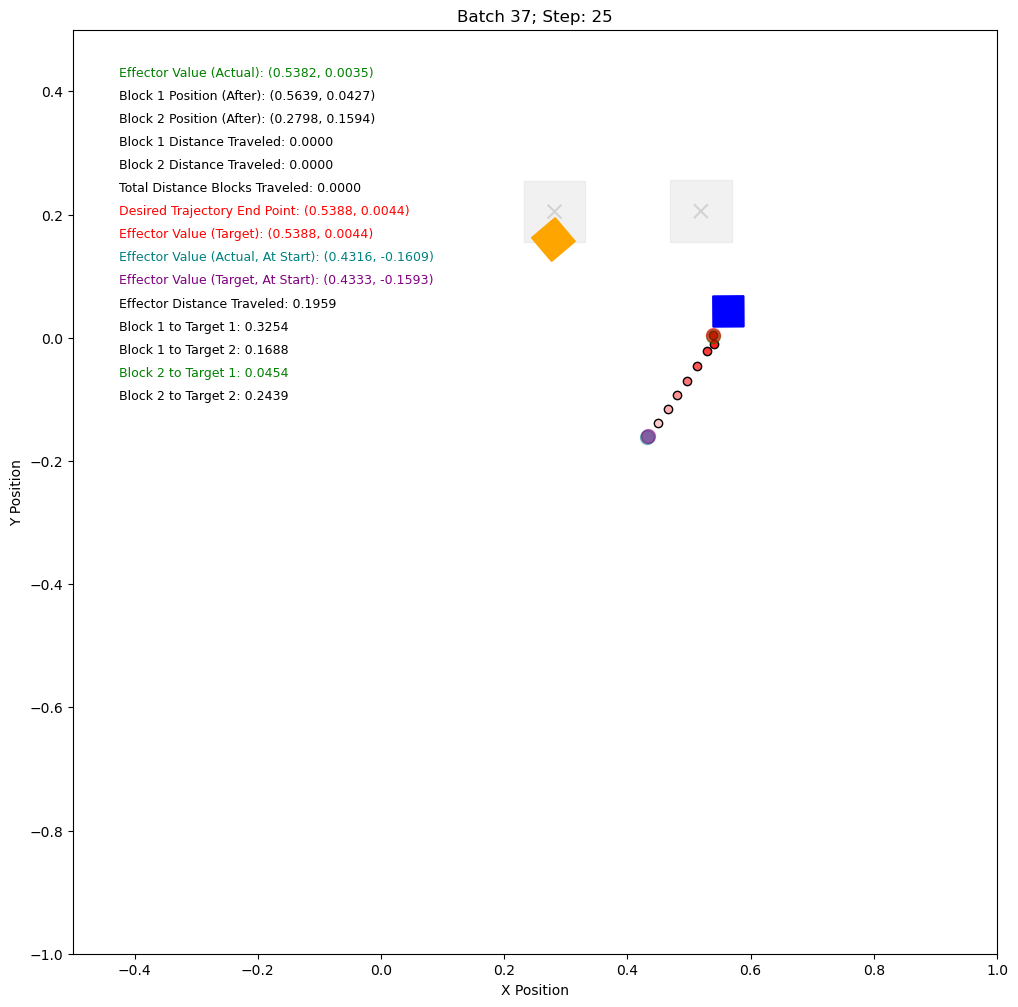 Batch 37; Step: 25
Effector Value (Actual): (0.5382, 0.0035)
Block 1 Position (After): (0.5639, 0.0427)
Block 2 Position (After): (0.2798, 0.1594)
Block 1 Distance Traveled: 0.0000
Block 2 Distance Traveled: 0.0000
Total Distance Blocks Traveled: 0.0000
Desired Trajectory End Point: (0.5388, 0.0044)
Effector Value (Target): (0.5388, 0.0044)
Effector Value (Actual, At Start): (0.4316, -0.1609)
Effector Value (Target, At Start): (0.4333, -0.1593)
Effector Distance Traveled: 0.1959
Block 1 to Target 1: 0.3254
Block 1 to Target 2: 0.1688
Block 2 to Target 1: 0.0454
Block 2 to Target 2: 0.2439
0.4
0.2
0.0
−0.2
−0.4
−0.6
−0.8
−1.0
Y Position
−0.4
−0.2
0.0
0.2
0.4
0.6
0.8
1.0
X Position